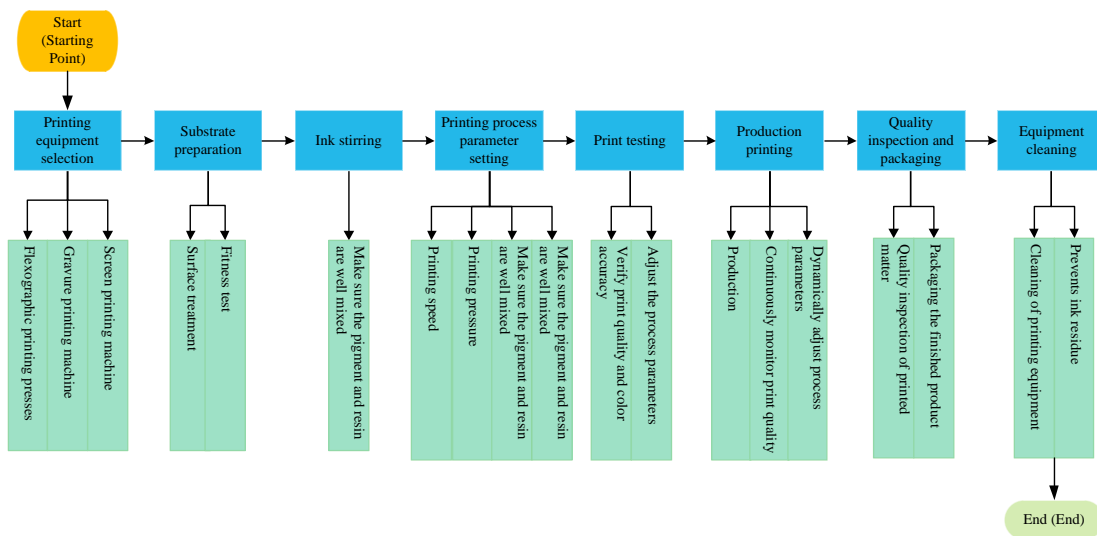 Start
(Starting
Point)
Printing
equipment
selection
Substrate
preparation
Ink stirring
Printing process
parameter
setting
Print testing
Production
printing
Quality
inspection and
packaging
Equipment
cleaning
Flexographic printing presses
Gravure printing machine
Screen printing machine
Surface treatment
Fitness test
Make sure the pigment and resin
are well mixed
Printing speed
Printing pressure
Make sure the pigment and resin
are well mixed
Make sure the pigment and resin
are well mixed
Verify print quality and color
accuracy
Adjust the process parameters
Production
Continuously monitor print quality
Dynamically adjust process
parameters
Quality inspection of printed
matter
Packaging the finished product
Cleaning of printing equipment
Prevents ink residue
End (End)